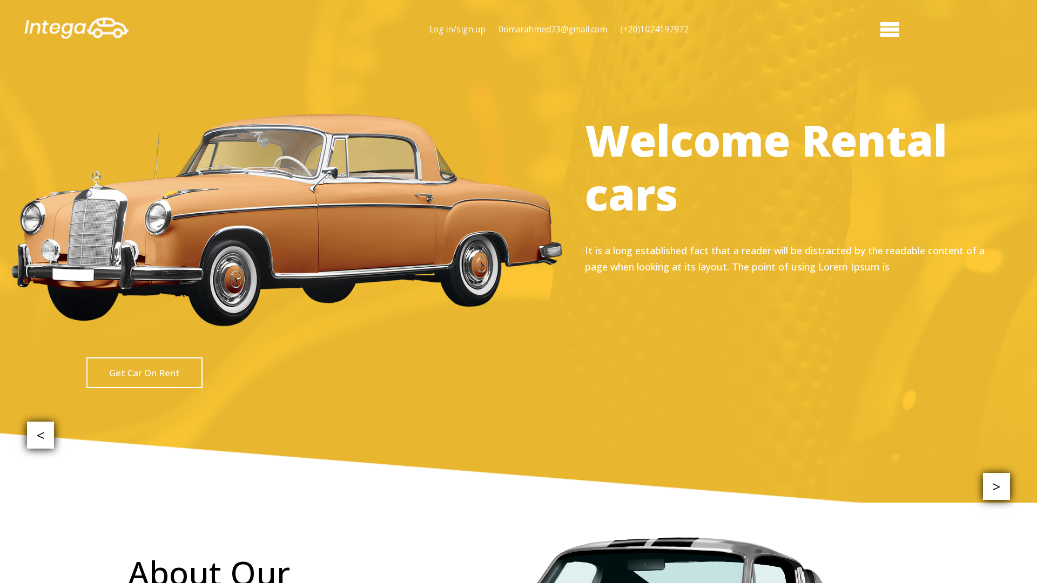 Intega
Log in/sign up 0omarahmed73@gmail.com (+20)1024197972
Welcome Rental
cars
It is a long established fact that a reader will be distracted by the readable content of a
page when looking at its layout. The point of using Lorem Ipsum is
Get Car On Rent
<
>
About Our